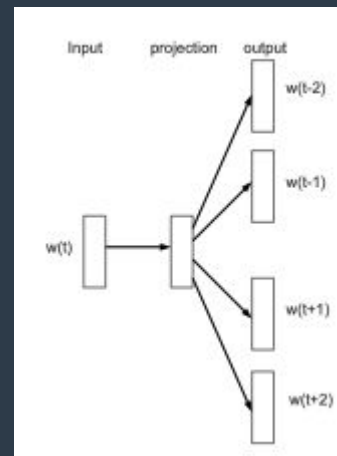 Input projection output
w(t-2)
w(t-1)
w(t)
w(t+1)
w(t+2)